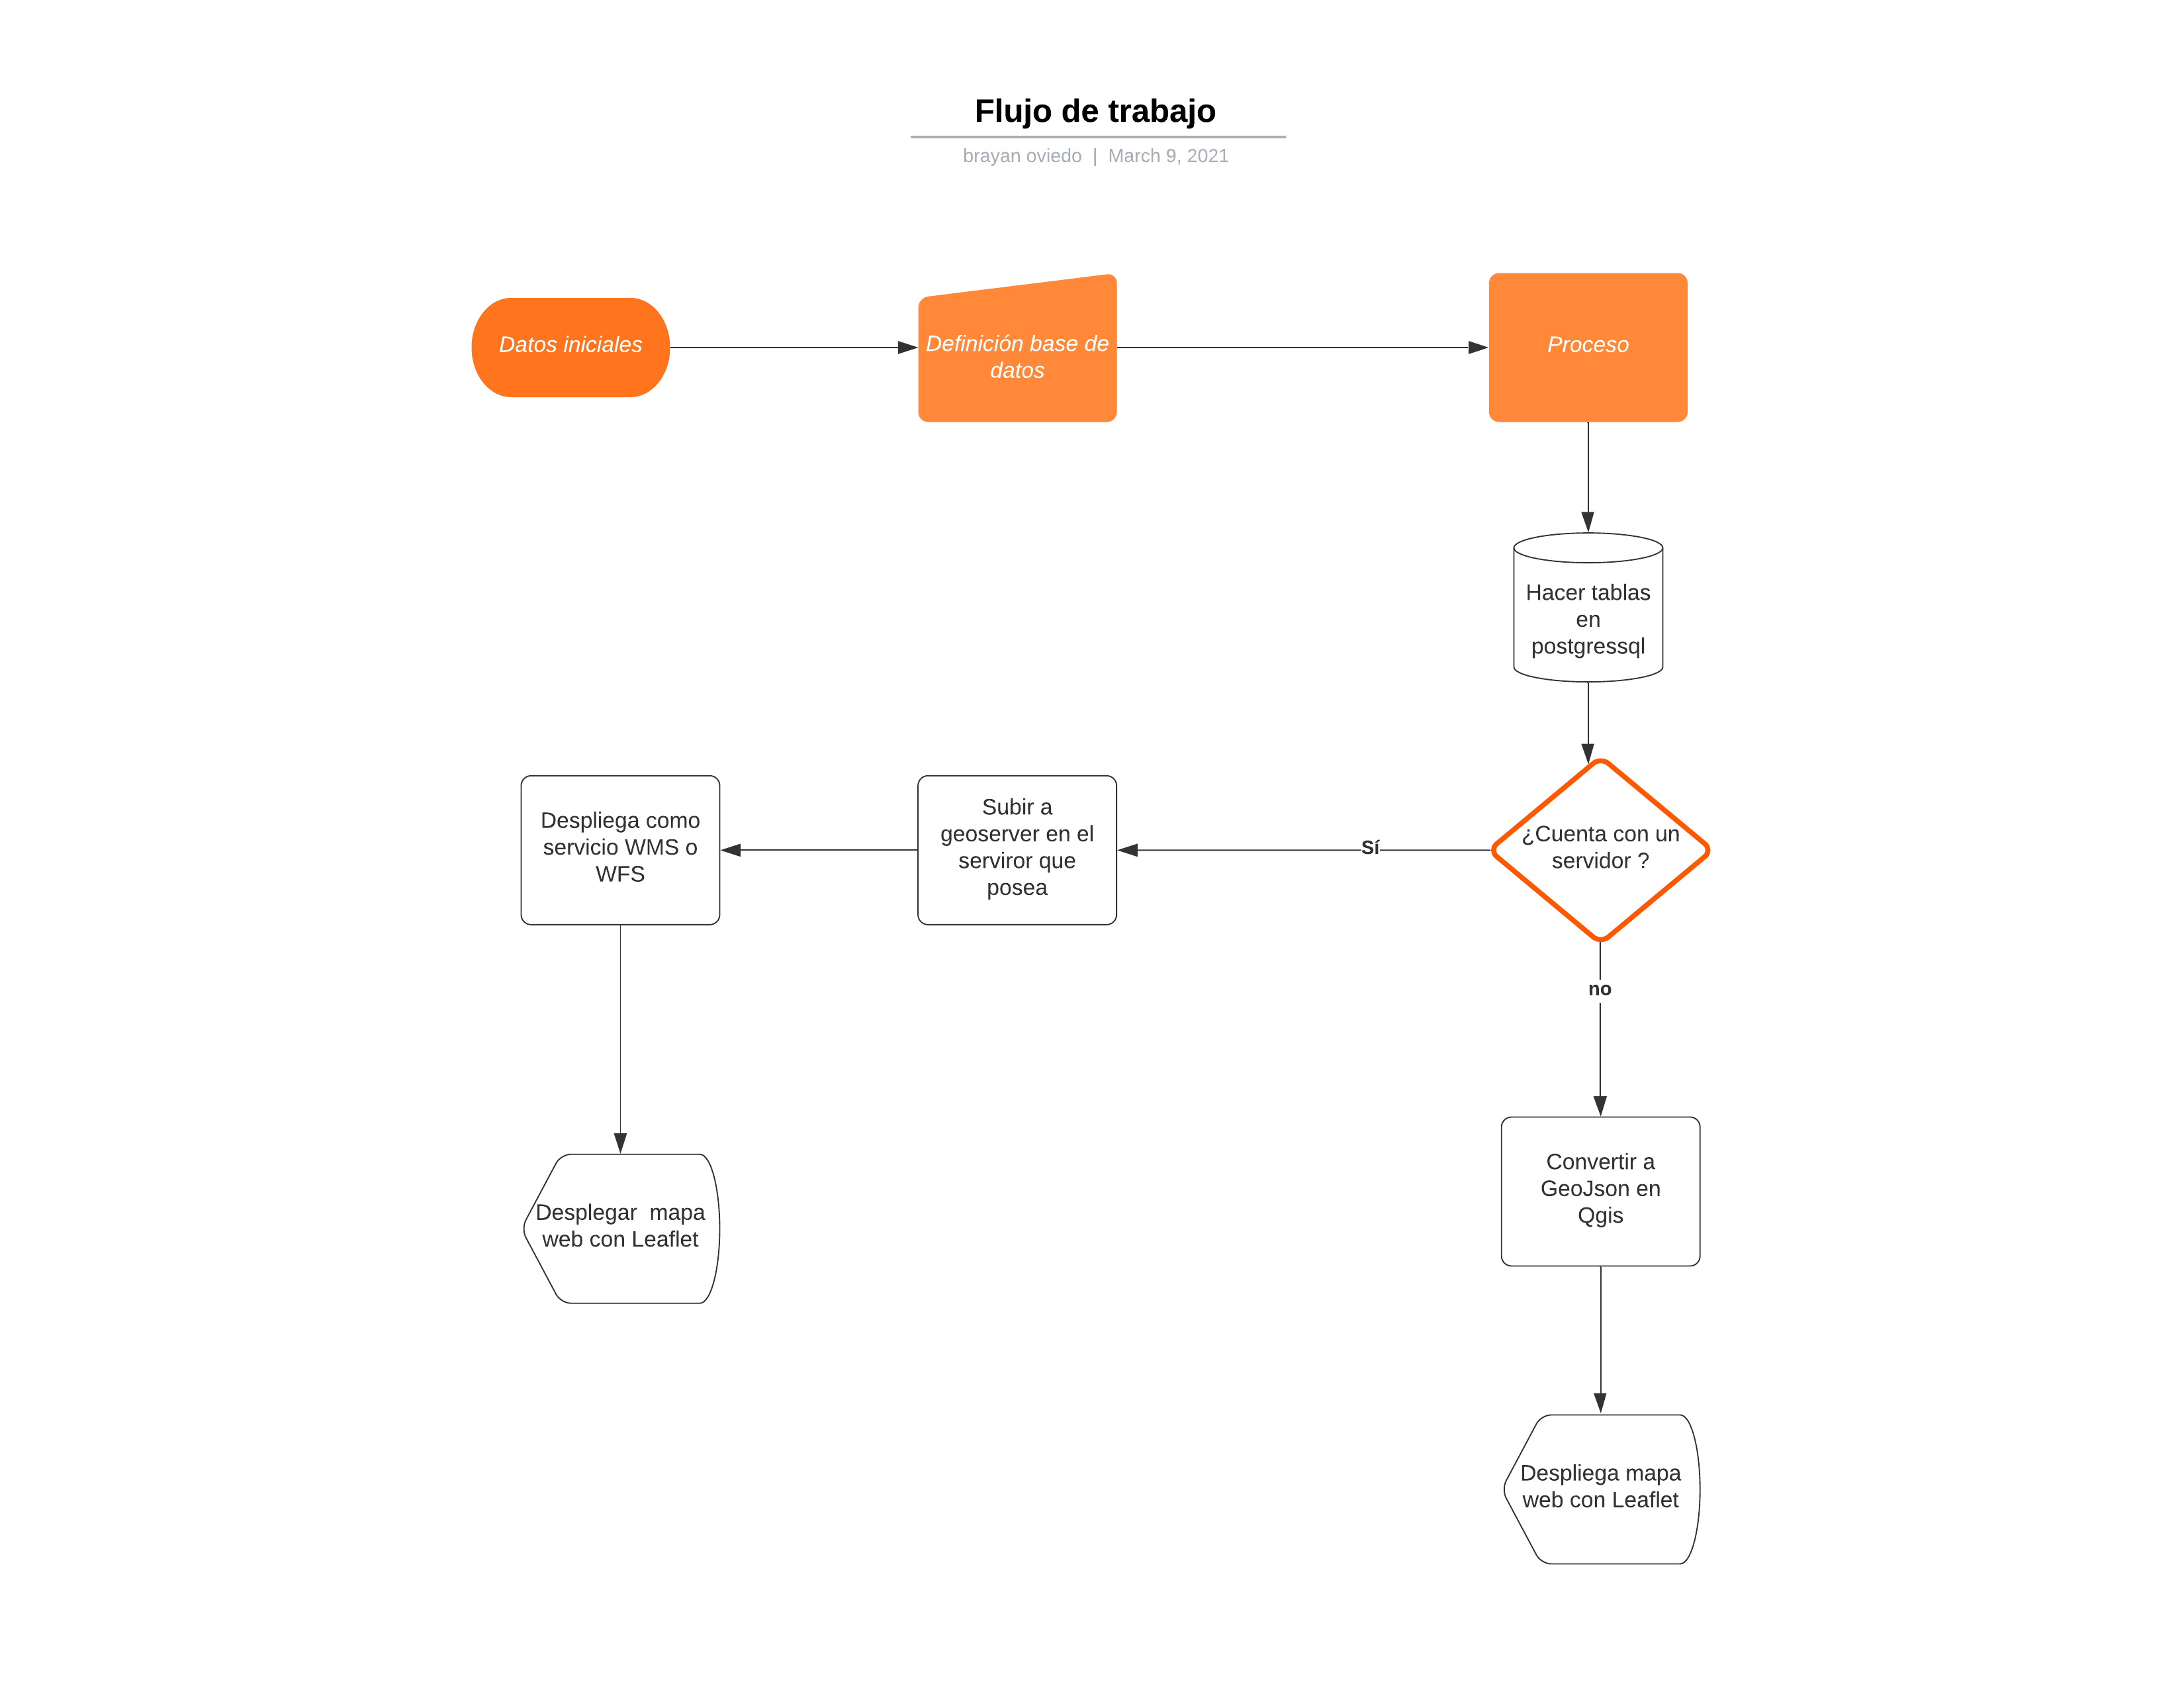 Flujo de trabajo
brayan oviedo | March 9, 2021
Datos iniciales
Definición base de
datos
Proceso
Hacer tablas
en
postgressql
¿Cuenta con un
servidor ?
Sí
Subir a
geoserver en el
serviror que
posea
Despliega como
servicio WMS o
WFS
Desplegar  mapa
web con Leaflet
no
Convertir a
GeoJson en
Qgis
Despliega mapa
web con Leaflet